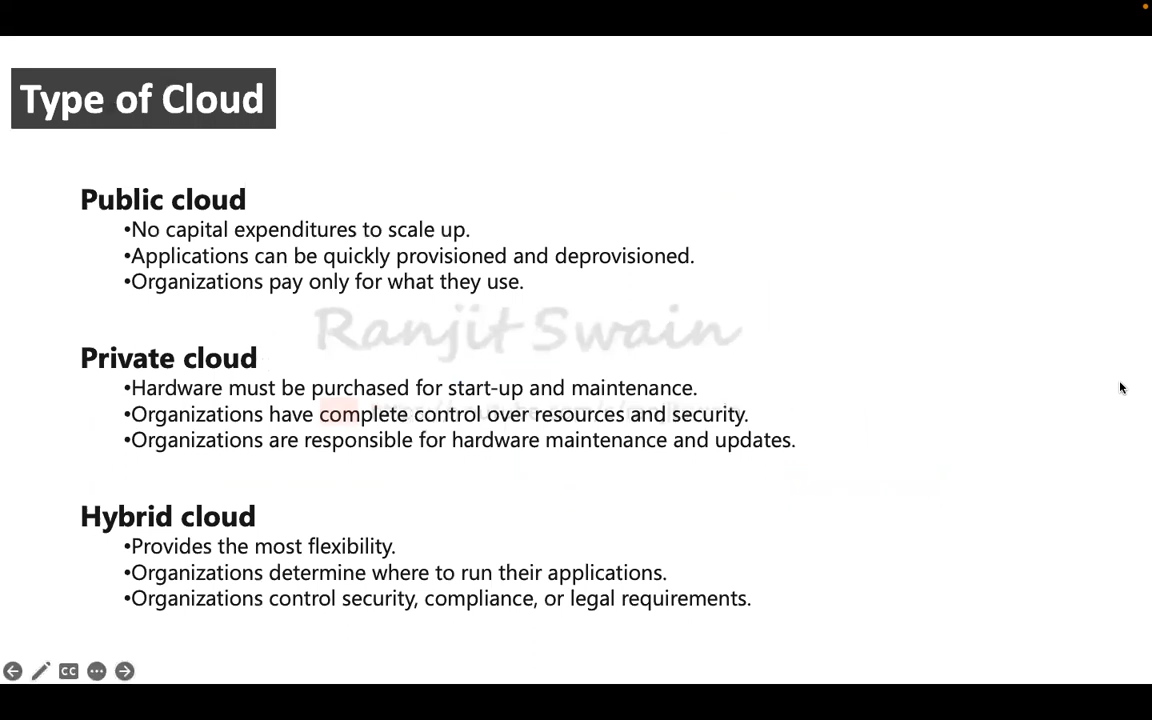 Type of Cloud
Public cloud
•No capital expenditures to scale up.
•Applications can be quickly provisioned and deprovisioned.
•Organizations pay only for what they use.
Ranjit Swain
Private cloud
•Hardware must be purchased for start-up and maintenance.
•Organizations have complete control over resources and security.
•Organizations are responsible for hardware maintenance and updates.
Hybrid cloud
•Provides the most flexibility.
•Organizations determine where to run their applications.
•Organizations control security, compliance, or legal requirements.
CC